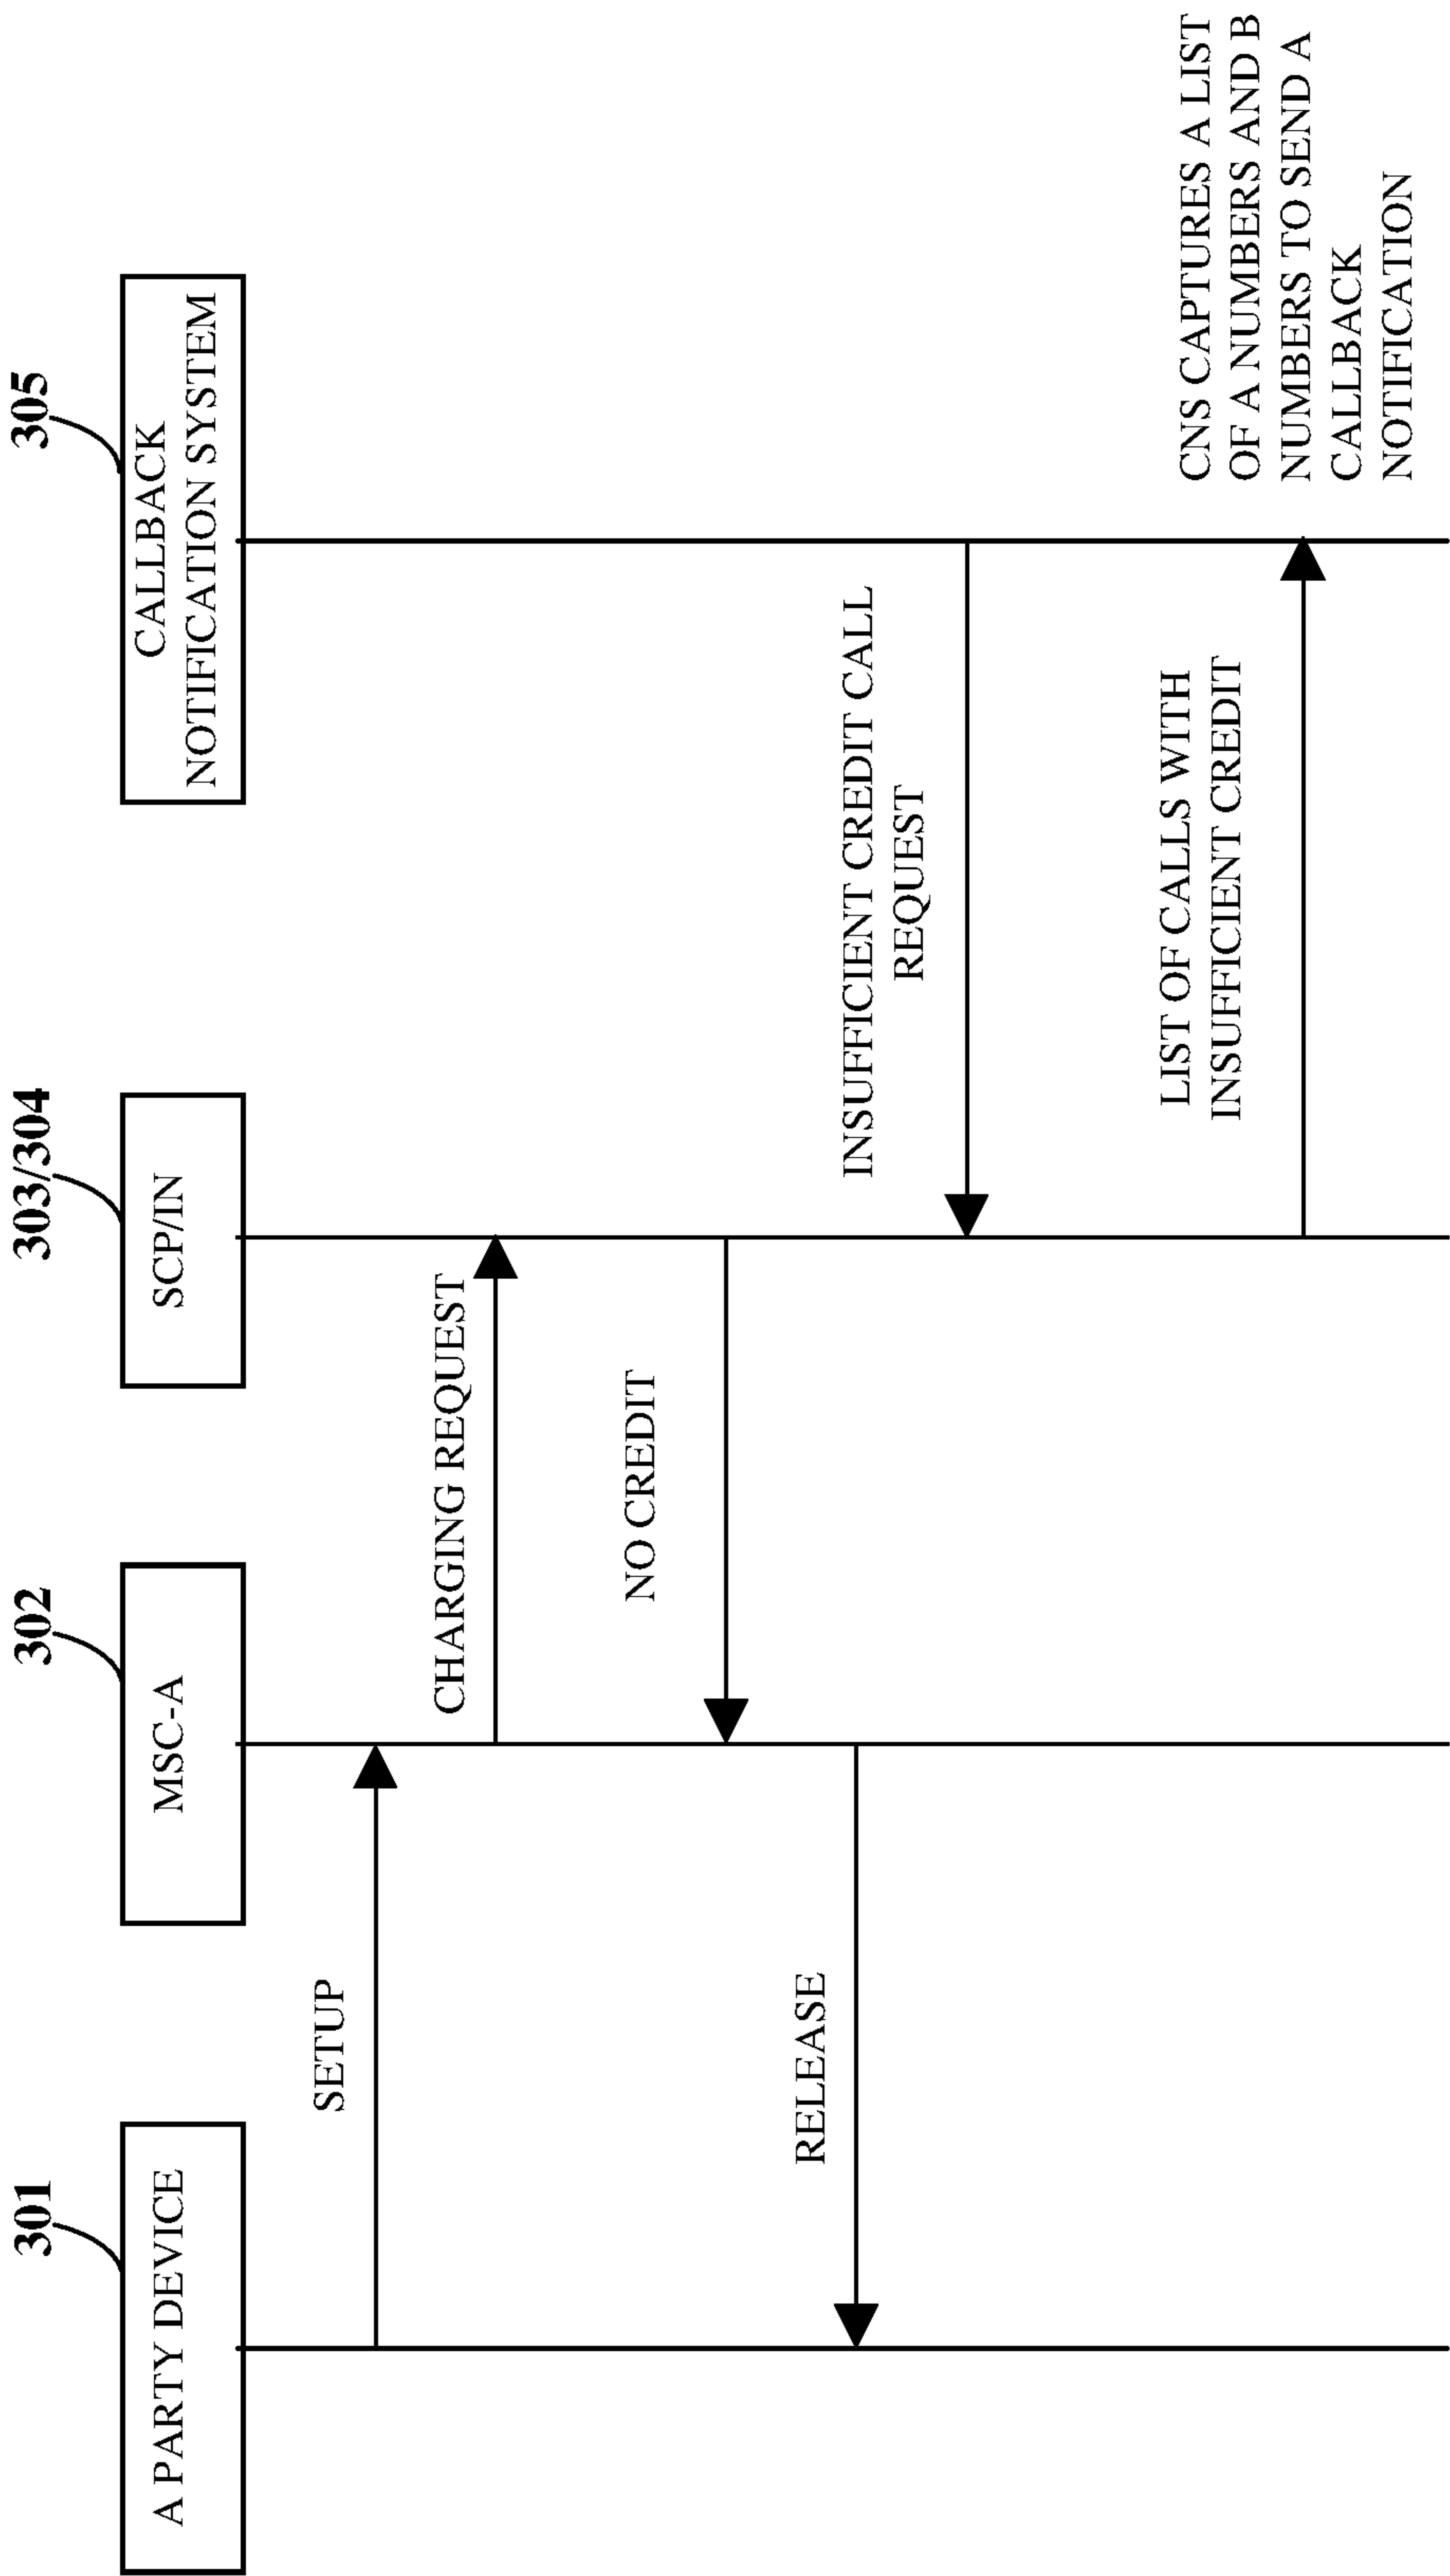 301
302
303/304
305
A PARTY DEVICE
MSC-A
SCP/IN
CALLBACK
NOTIFICATION SYSTEM
SETUP
CHARGING REQUEST
NO CREDIT
RELEASE
INSUFFICIENT CREDIT CALL
REQUEST
LIST OF CALLS WITH
INSUFFICIENT CREDIT
CNS CAPTURES A LIST
OF A NUMBERS AND B
NUMBERS TO SEND A
CALLBACK
NOTIFICATION